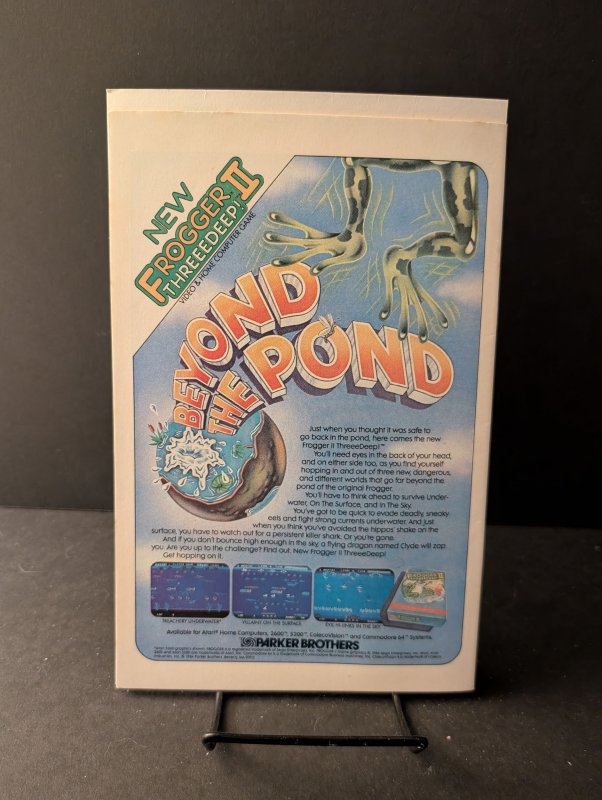 NEW
FROGGER II
THREEEDEEP!
VIDEO & HOME COMPUTER GAME
BEYOND
THE POND
Just when you thought it was safe to
go back in the pond, here comes the new
Frogger II ThreeeDeep!™
You'll need eyes in the back of your head,
and on either side too, as you find yourself
hopping in and out of three new, dangerous,
and different worlds that go far beyond the
pond of the original Frogger.
You'll have to think ahead to survive Under-
water, On The Surface, and In The Sky.
You've got to be quick to evade deadly, sneaky
eels and fight strong currents underwater. And just
when you think you've avoided the hippos' shake on the
surface, you have to watch out for a persistent killer shark. Or you're gone.
And if you don't bounce high enough in the sky, a flying dragon named Clyde will zap
you. Are you up to the challenge? Find out. New Frogger II ThreeeDeep!
Get hopping on it.
TREACHERY UNDERWATER*
VILLAINY ON THE SURFACE
EVIL HI-JINKS IN THE SKY
Available for Atari® Home Computers, 2600™ 5200, ColecoVision™ and Commodore 64™ Systems.
PARKER BROTHERS